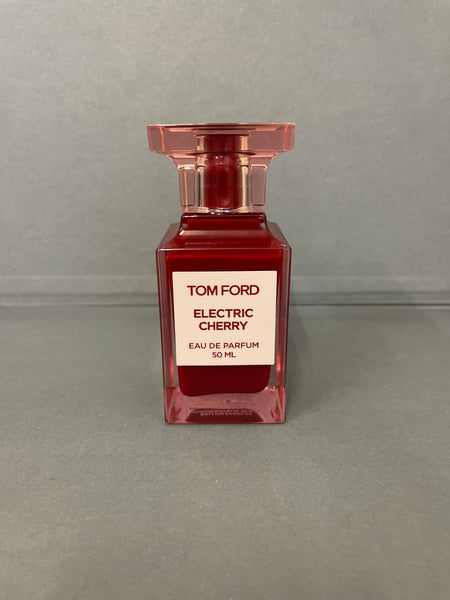 TOM FORD
ELECTRIC
CHERRY
EAU DE PARFUM
50 ML